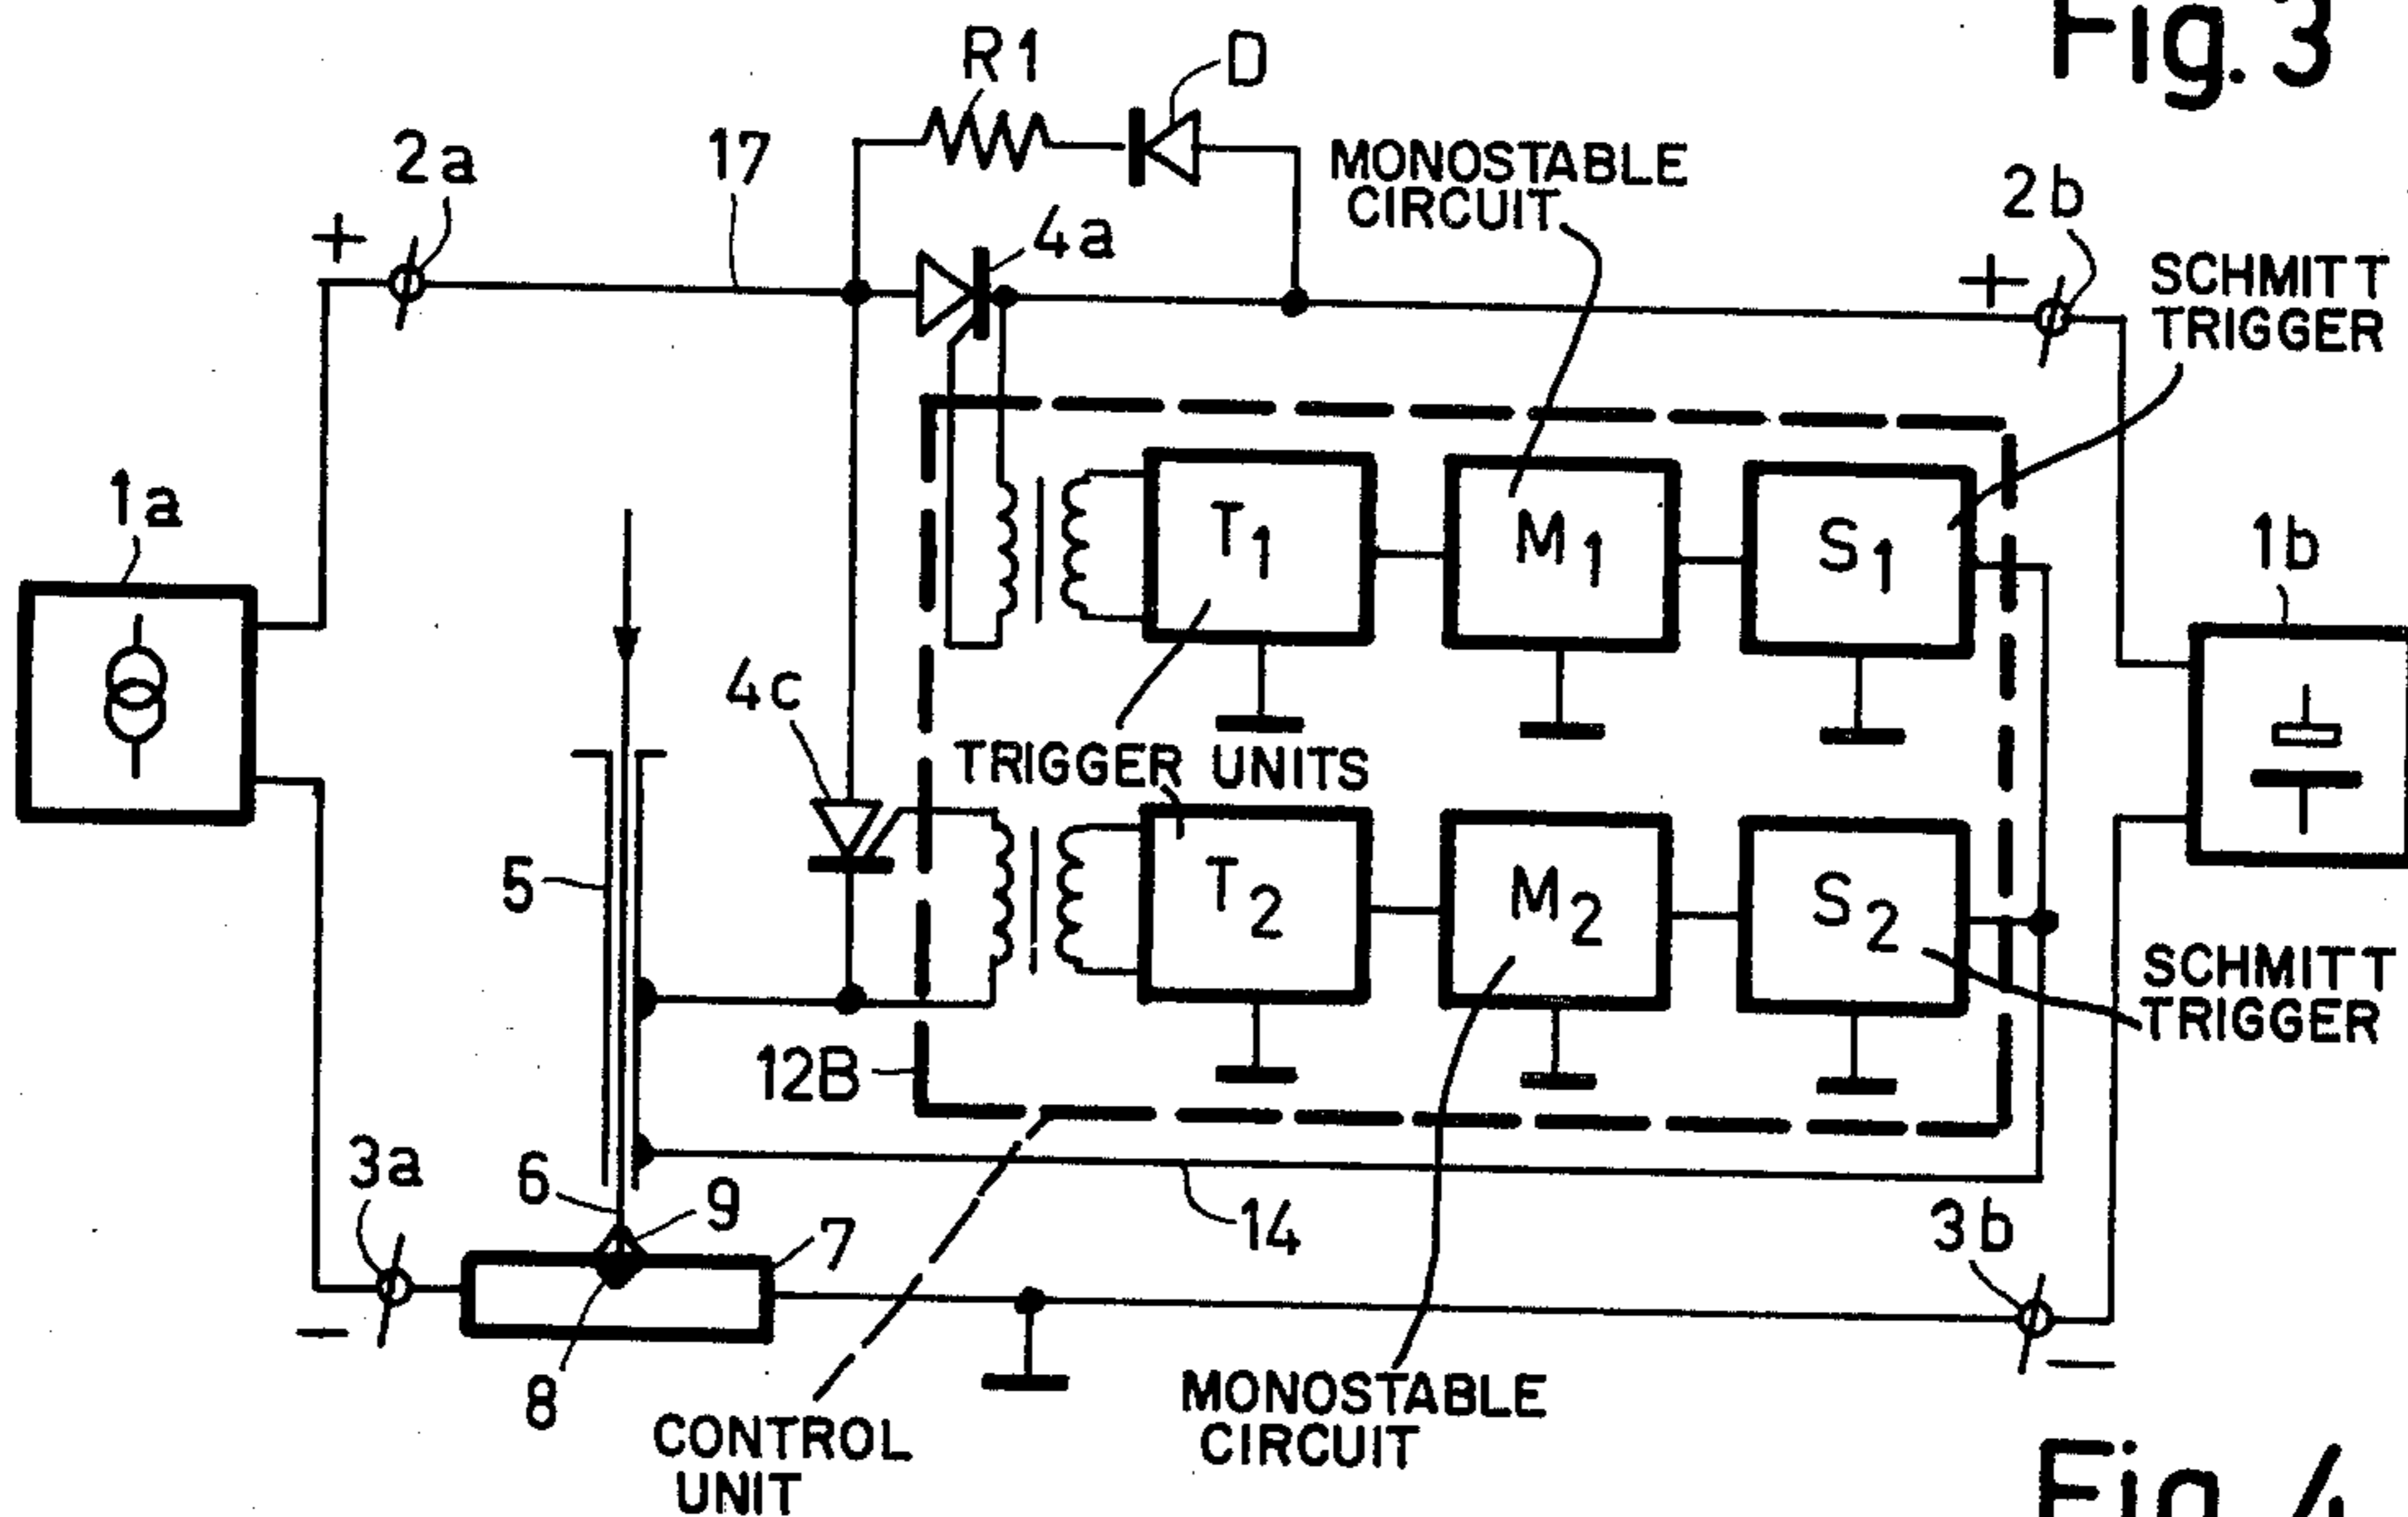 Fig. 3
R1
D
2a
17
MONOSTABLE
CIRCUIT
2b
+
4a
+
SCHMITT
TRIGGER
1a
T1
M1
S1
1b
4c
TRIGGER UNITS
5
T2
M2
S2
SCHMITT
TRIGGER
12B
3a
6
9
7
14
3b
−
−
8
CONTROL
UNIT
MONOSTABLE
CIRCUIT
Fig. 4